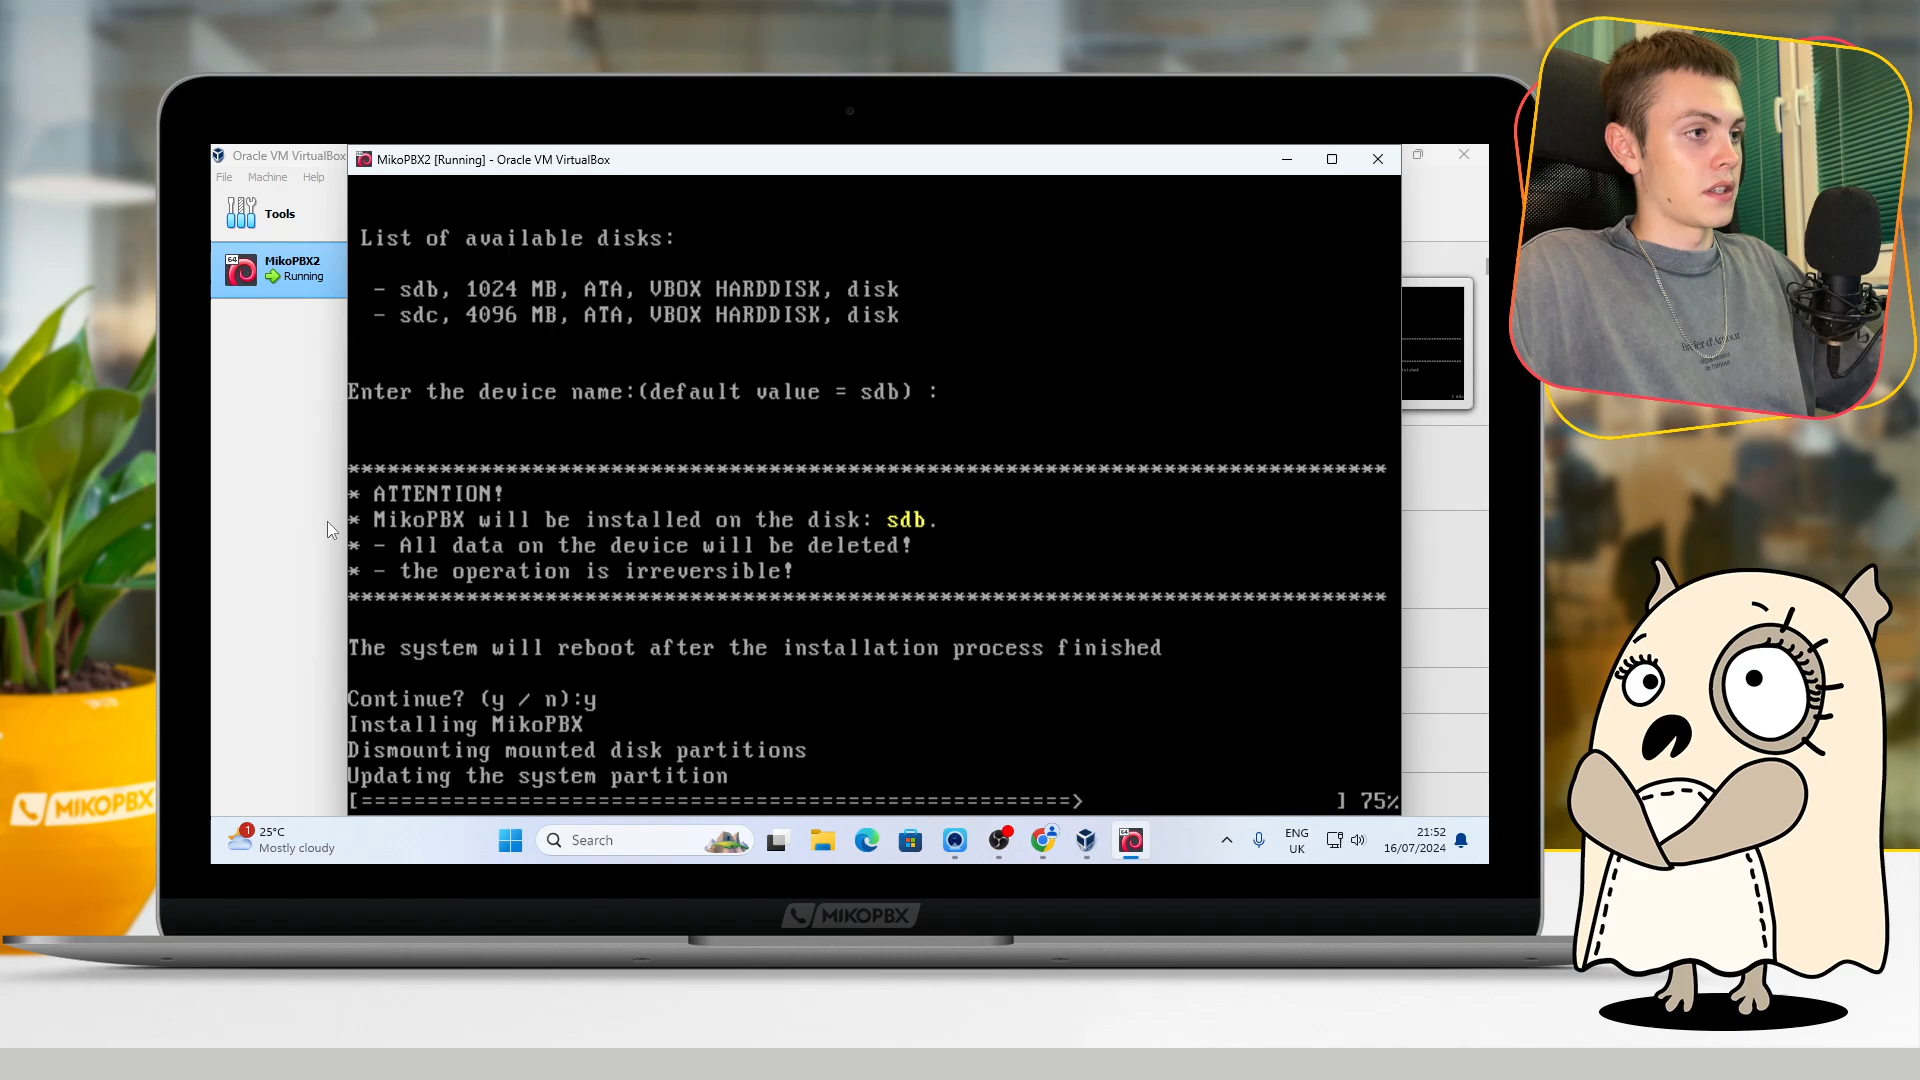 Oracle VM VirtualBox
File Machine Help
Tools
64
MikoPBX2
Running
MikoPBX2 [Running] - Oracle VM VirtualBox
List of available disks:
- sdb, 1024 MB, ATA, VBOX HARDDISK, disk
- sdc, 4096 MB, ATA, VBOX HARDDISK, disk
Enter the device name:(default value = sdb) :
*******************************************************************************
* ATTENTION!
* MikoPBX will be installed on the disk: sdb.
* - All data on the device will be deleted!
* - the operation is irreversible!
*******************************************************************************
The system will reboot after the installation process finished
Continue? (y / n):y
Installing MikoPBX
Dismounting mounted disk partitions
Updating the system partition
[======================================================> ] 75%
1
25°C
Mostly cloudy
Search
ENG
UK
21:52
16/07/2024
MIKOPBX
MIKOPBX